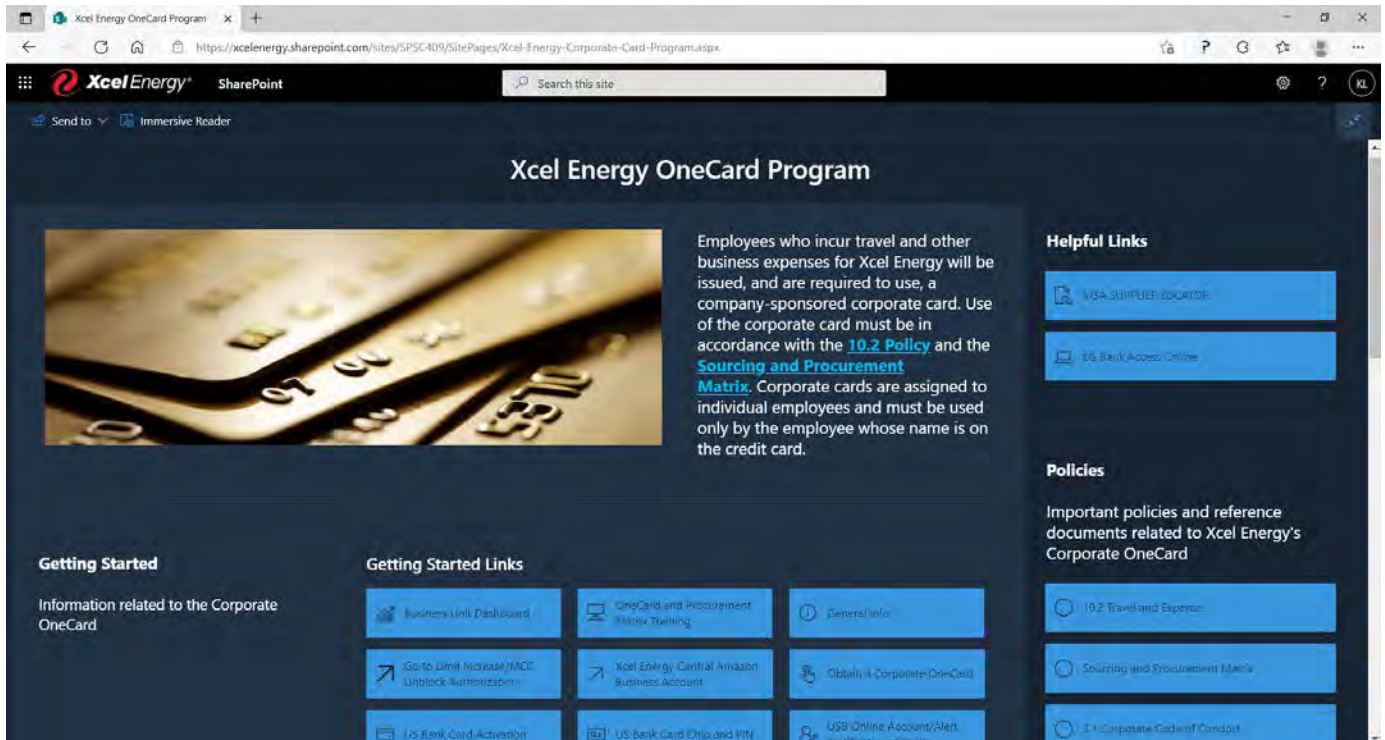 Xcel Energy OneCard Program
https://xcelenergy.sharepoint.com/sites/SPSC409/SitePages/Xcel-Energy-Corporate-Card-Program.aspx
Xcel Energy® SharePoint
Search this site
? KL
Send to Immersive Reader
Xcel Energy OneCard Program
Employees who incur travel and other
business expenses for Xcel Energy will be
issued, and are required to use, a
company-sponsored corporate card. Use
of the corporate card must be in
accordance with the 10.2 Policy and the
Sourcing and Procurement
Matrix. Corporate cards are assigned to
individual employees and must be used
only by the employee whose name is on
the credit card.
07 00
5370
Helpful Links
VISA SUPPLIER LOCATOR
US Bank Access Online
Policies
Important policies and reference
documents related to Xcel Energy's
Corporate OneCard
10.2 Travel and Expense
Sourcing and Procurement Matrix
3.1 Corporate Code of Conduct
Getting Started
Information related to the Corporate
OneCard
Getting Started Links
Business Unit Dashboard
OneCard and Procurement
Matrix Training
General Info
Go to Limit Increase/MCC
Unblock Authorization
Xcel Energy Central Amazon
Business Account
Obtain a Corporate OneCard
US Bank Card Activation
US Bank Card Chip and PIN
USB Online Account/Alert